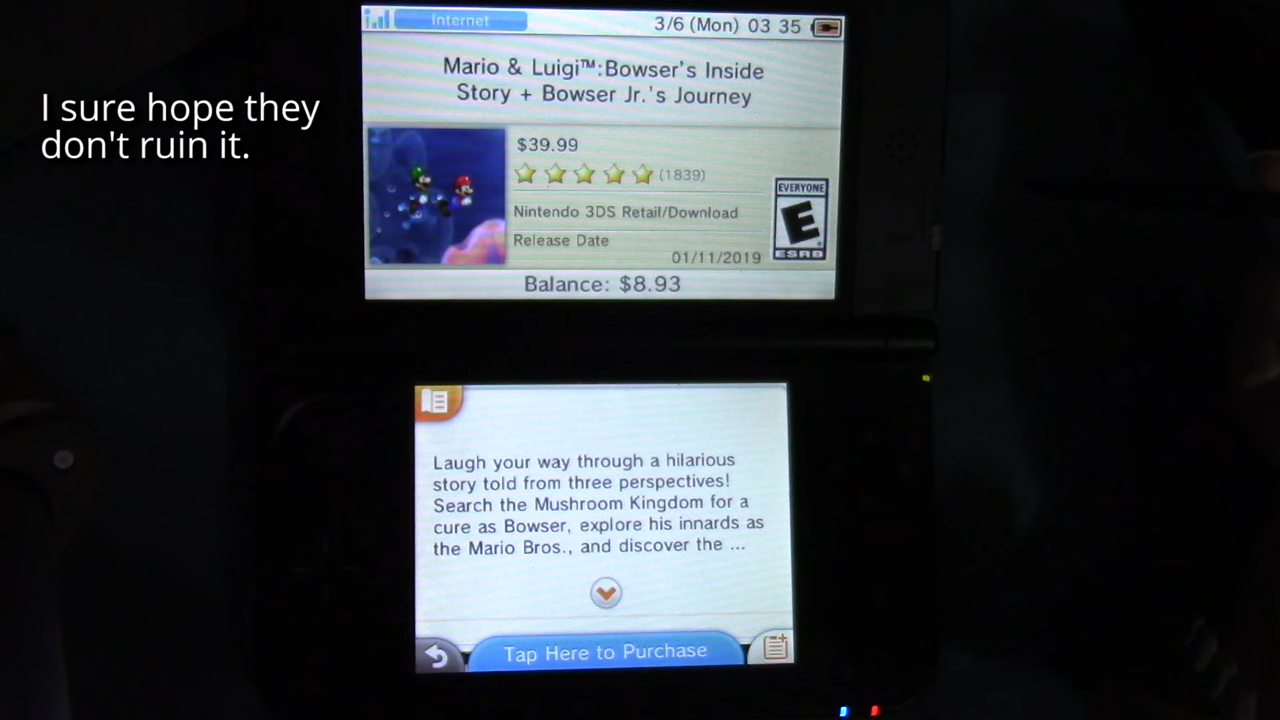 I sure hope they
don't ruin it.
Internet
3/6 (Mon) 03 35
Mario & Luigi™:Bowser's Inside
Story + Bowser Jr.'s Journey
$39.99
(1839)
EVERYONE
E
ESRB
Nintendo 3DS Retail/Download
Release Date
01/11/2019
Balance: $8.93
Laugh your way through a hilarious
story told from three perspectives!
Search the Mushroom Kingdom for a
cure as Bowser, explore his innards as
the Mario Bros., and discover the ...
Tap Here to Purchase